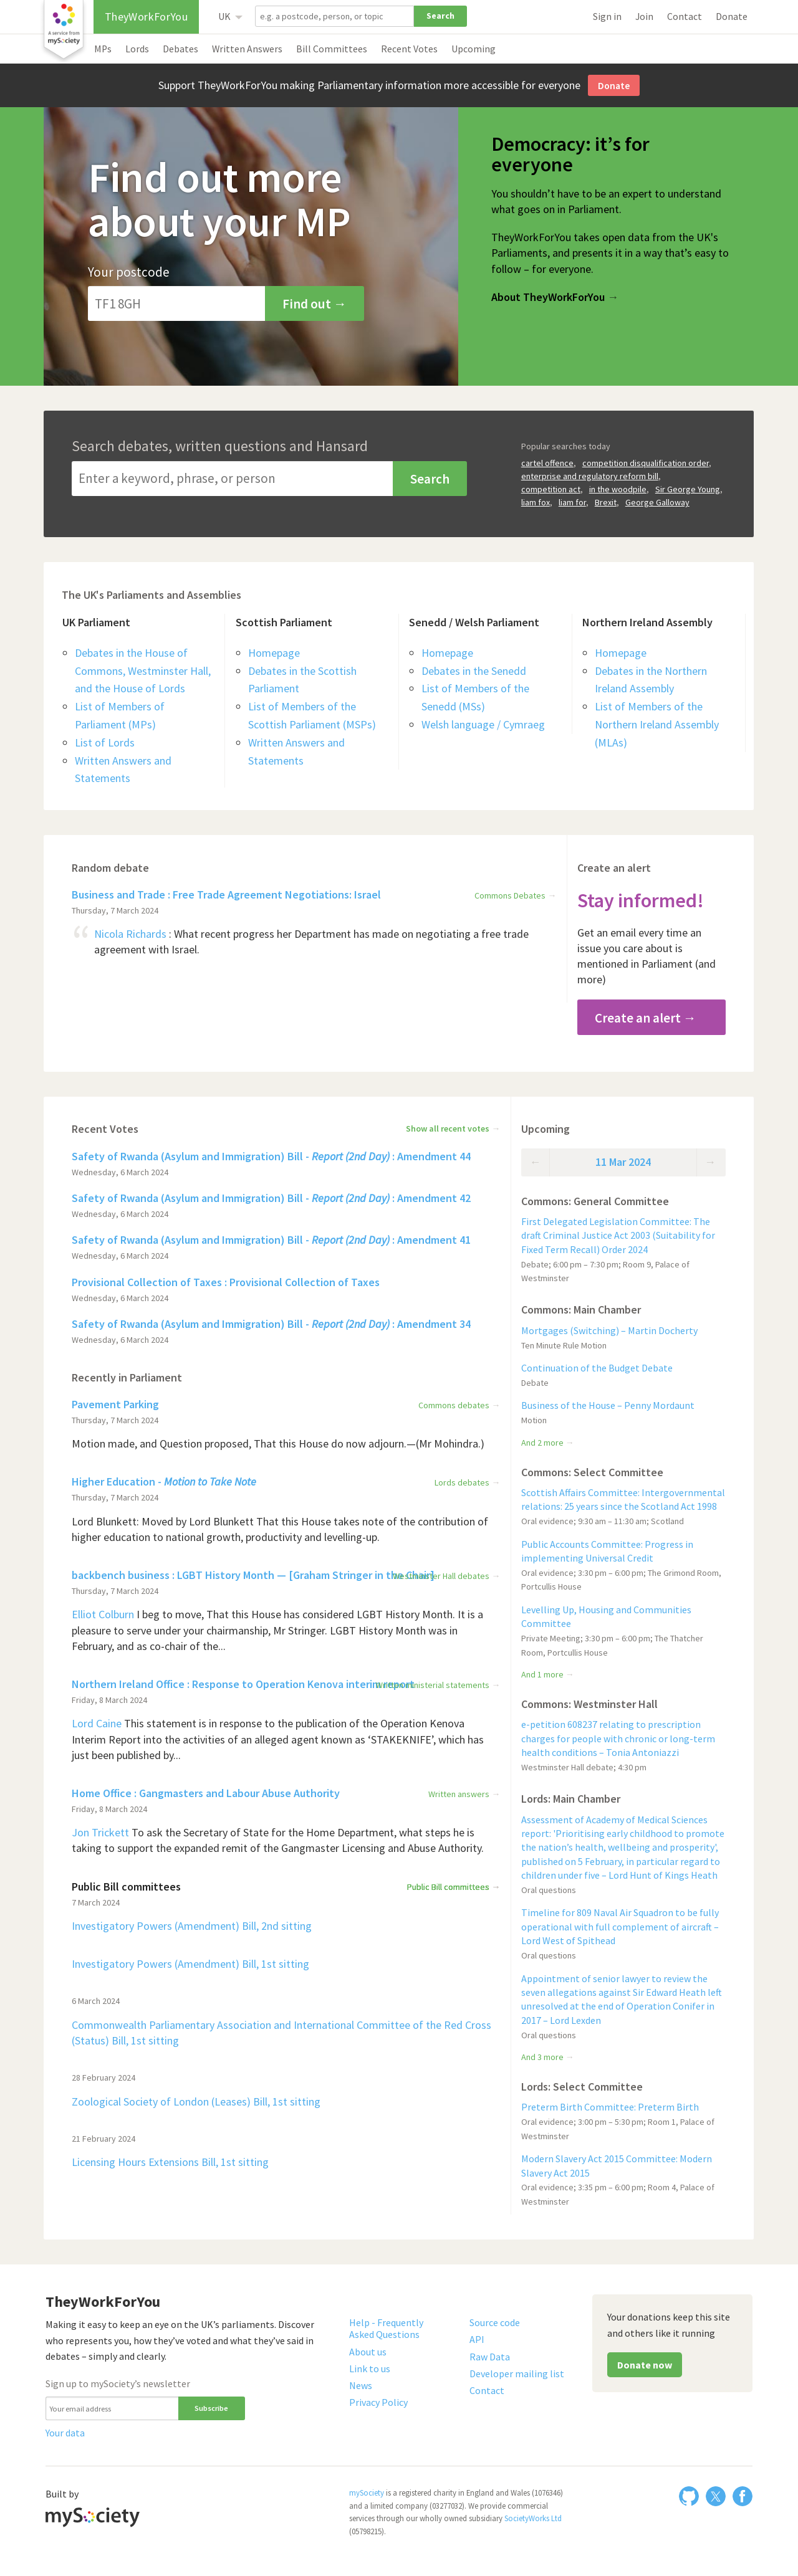 A service from
mySociety
TheyWorkForYou
UK
e.g. a postcode, person, or topic
Search
Sign in
Join
Contact
Donate
MPs
Lords
Debates
Written Answers
Bill Committees
Recent Votes
Upcoming
Support TheyWorkForYou making Parliamentary information more accessible for everyone
Donate
Find out more
about your MP
Your postcode
TF1 8GH
Find out →
Democracy: it’s for
everyone
You shouldn’t have to be an expert to understand
what goes on in Parliament.
TheyWorkForYou takes open data from the UK’s
Parliaments, and presents it in a way that’s easy to
follow – for everyone.
About TheyWorkForYou →
Search debates, written questions and Hansard
Enter a keyword, phrase, or person
Search
Popular searches today
cartel offence, competition disqualification order,
enterprise and regulatory reform bill,
competition act, in the woodpile, Sir George Young,
liam fox, liam for, Brexit, George Galloway
The UK's Parliaments and Assemblies
UK Parliament
Debates in the House of
Commons, Westminster Hall,
and the House of Lords
List of Members of
Parliament (MPs)
List of Lords
Written Answers and
Statements
Scottish Parliament
Homepage
Debates in the Scottish
Parliament
List of Members of the
Scottish Parliament (MSPs)
Written Answers and
Statements
Senedd / Welsh Parliament
Homepage
Debates in the Senedd
List of Members of the
Senedd (MSs)
Welsh language / Cymraeg
Northern Ireland Assembly
Homepage
Debates in the Northern
Ireland Assembly
List of Members of the
Northern Ireland Assembly
(MLAs)
Random debate
Business and Trade : Free Trade Agreement Negotiations: Israel
Commons Debates →
Thursday, 7 March 2024
“ Nicola Richards : What recent progress her Department has made on negotiating a free trade
agreement with Israel.
Create an alert
Stay informed!
Get an email every time an
issue you care about is
mentioned in Parliament (and
more)
Create an alert →
Recent Votes
Show all recent votes →
Safety of Rwanda (Asylum and Immigration) Bill - Report (2nd Day) : Amendment 44
Wednesday, 6 March 2024
Safety of Rwanda (Asylum and Immigration) Bill - Report (2nd Day) : Amendment 42
Wednesday, 6 March 2024
Safety of Rwanda (Asylum and Immigration) Bill - Report (2nd Day) : Amendment 41
Wednesday, 6 March 2024
Provisional Collection of Taxes : Provisional Collection of Taxes
Wednesday, 6 March 2024
Safety of Rwanda (Asylum and Immigration) Bill - Report (2nd Day) : Amendment 34
Wednesday, 6 March 2024
Recently in Parliament
Pavement Parking
Commons debates →
Thursday, 7 March 2024
Motion made, and Question proposed, That this House do now adjourn.—(Mr Mohindra.)
Higher Education - Motion to Take Note
Lords debates →
Thursday, 7 March 2024
Lord Blunkett: Moved by Lord Blunkett That this House takes note of the contribution of
higher education to national growth, productivity and levelling-up.
backbench business : LGBT History Month — [Graham Stringer in the Chair]
Westminster Hall debates →
Thursday, 7 March 2024
Elliot Colburn I beg to move, That this House has considered LGBT History Month. It is a
pleasure to serve under your chairmanship, Mr Stringer. LGBT History Month was in
February, and as co-chair of the...
Northern Ireland Office : Response to Operation Kenova interim report
Written ministerial statements →
Friday, 8 March 2024
Lord Caine This statement is in response to the publication of the Operation Kenova
Interim Report into the activities of an alleged agent known as ‘STAKEKNIFE’, which has
just been published by...
Home Office : Gangmasters and Labour Abuse Authority
Written answers →
Friday, 8 March 2024
Jon Trickett To ask the Secretary of State for the Home Department, what steps he is
taking to support the expanded remit of the Gangmaster Licensing and Abuse Authority.
Public Bill committees
Public Bill committees →
7 March 2024
Investigatory Powers (Amendment) Bill, 2nd sitting
Investigatory Powers (Amendment) Bill, 1st sitting
6 March 2024
Commonwealth Parliamentary Association and International Committee of the Red Cross
(Status) Bill, 1st sitting
28 February 2024
Zoological Society of London (Leases) Bill, 1st sitting
21 February 2024
Licensing Hours Extensions Bill, 1st sitting
Upcoming
← 11 Mar 2024 →
Commons: General Committee
First Delegated Legislation Committee: The
draft Criminal Justice Act 2003 (Suitability for
Fixed Term Recall) Order 2024
Debate; 6:00 pm – 7:30 pm; Room 9, Palace of
Westminster
Commons: Main Chamber
Mortgages (Switching) – Martin Docherty
Ten Minute Rule Motion
Continuation of the Budget Debate
Debate
Business of the House – Penny Mordaunt
Motion
And 2 more →
Commons: Select Committee
Scottish Affairs Committee: Intergovernmental
relations: 25 years since the Scotland Act 1998
Oral evidence; 9:30 am – 11:30 am; Scotland
Public Accounts Committee: Progress in
implementing Universal Credit
Oral evidence; 3:30 pm – 6:00 pm; The Grimond Room,
Portcullis House
Levelling Up, Housing and Communities
Committee
Private Meeting; 3:30 pm – 6:00 pm; The Thatcher
Room, Portcullis House
And 1 more →
Commons: Westminster Hall
e-petition 608237 relating to prescription
charges for people with chronic or long-term
health conditions – Tonia Antoniazzi
Westminster Hall debate; 4:30 pm
Lords: Main Chamber
Assessment of Academy of Medical Sciences
report: 'Prioritising early childhood to promote
the nation’s health, wellbeing and prosperity',
published on 5 February, in particular regard to
children under five – Lord Hunt of Kings Heath
Oral questions
Timeline for 809 Naval Air Squadron to be fully
operational with full complement of aircraft –
Lord West of Spithead
Oral questions
Appointment of senior lawyer to review the
seven allegations against Sir Edward Heath left
unresolved at the end of Operation Conifer in
2017 – Lord Lexden
Oral questions
And 3 more →
Lords: Select Committee
Preterm Birth Committee: Preterm Birth
Oral evidence; 3:00 pm – 5:30 pm; Room 1, Palace of
Westminster
Modern Slavery Act 2015 Committee: Modern
Slavery Act 2015
Oral evidence; 3:35 pm – 6:00 pm; Room 4, Palace of
Westminster
TheyWorkForYou
Making it easy to keep an eye on the UK’s parliaments. Discover
who represents you, how they’ve voted and what they’ve said in
debates – simply and clearly.
Sign up to mySociety’s newsletter
Your email address
Subscribe
Your data
Help - Frequently
Asked Questions
About us
Link to us
News
Privacy Policy
Source code
API
Raw Data
Developer mailing list
Contact
Your donations keep this site
and others like it running
Donate now
Built by
mySociety
mySociety is a registered charity in England and Wales (1076346)
and a limited company (03277032). We provide commercial
services through our wholly owned subsidiary SocietyWorks Ltd
(05798215).